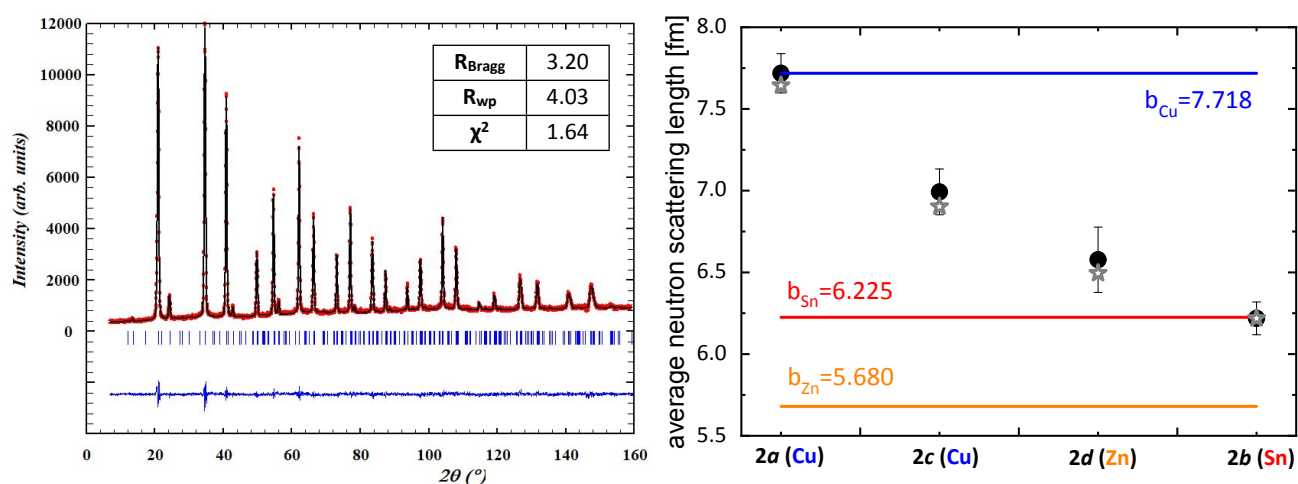 Intensity (arb. units)
12000
10000
8000
6000
4000
2000
0
R_Bragg 3.20
R_wp 4.03
χ² 1.64
0 20 40 60 80 100 120 140 160
2θ (°)
average neutron scattering length [fm]
8.0
7.5
7.0
6.5
6.0
5.5
b_Cu=7.718
b_Sn=6.225
b_Zn=5.680
2a (Cu) 2c (Cu) 2d (Zn) 2b (Sn)